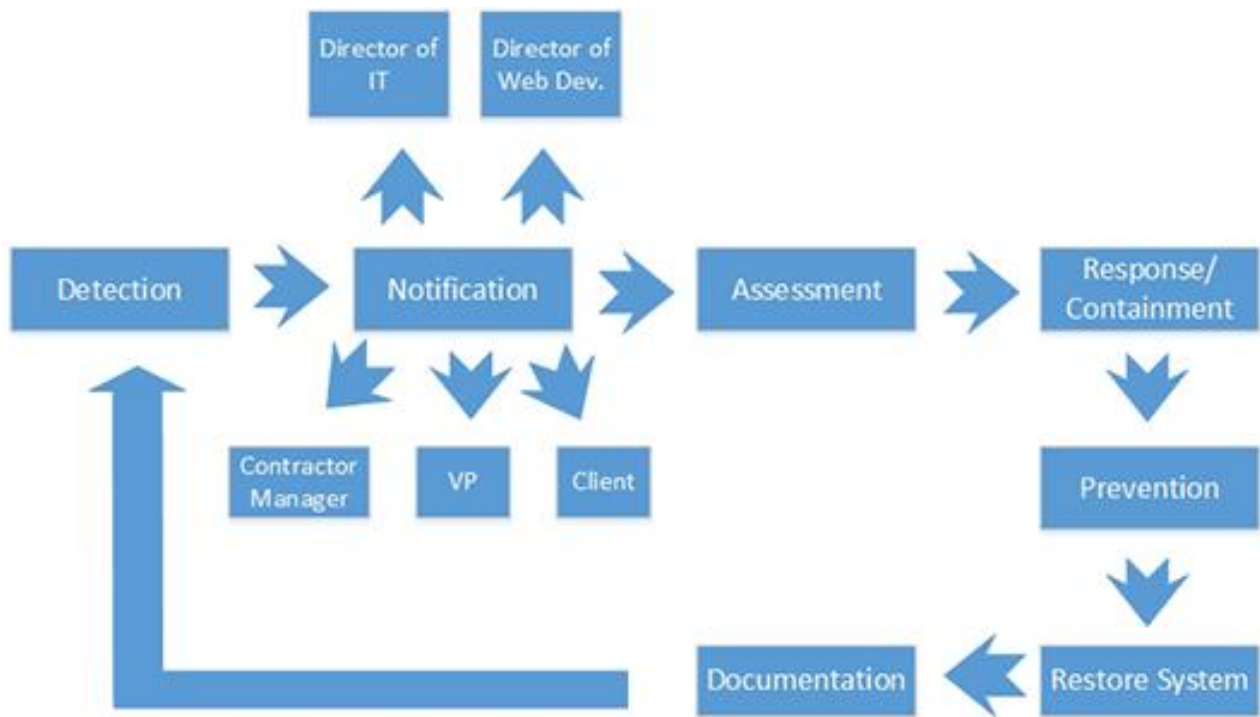 Director of
IT
Director of
Web Dev.
Detection
Notification
Assessment
Response/
Containment
Contractor
Manager
VP
Client
Prevention
Documentation
Restore System